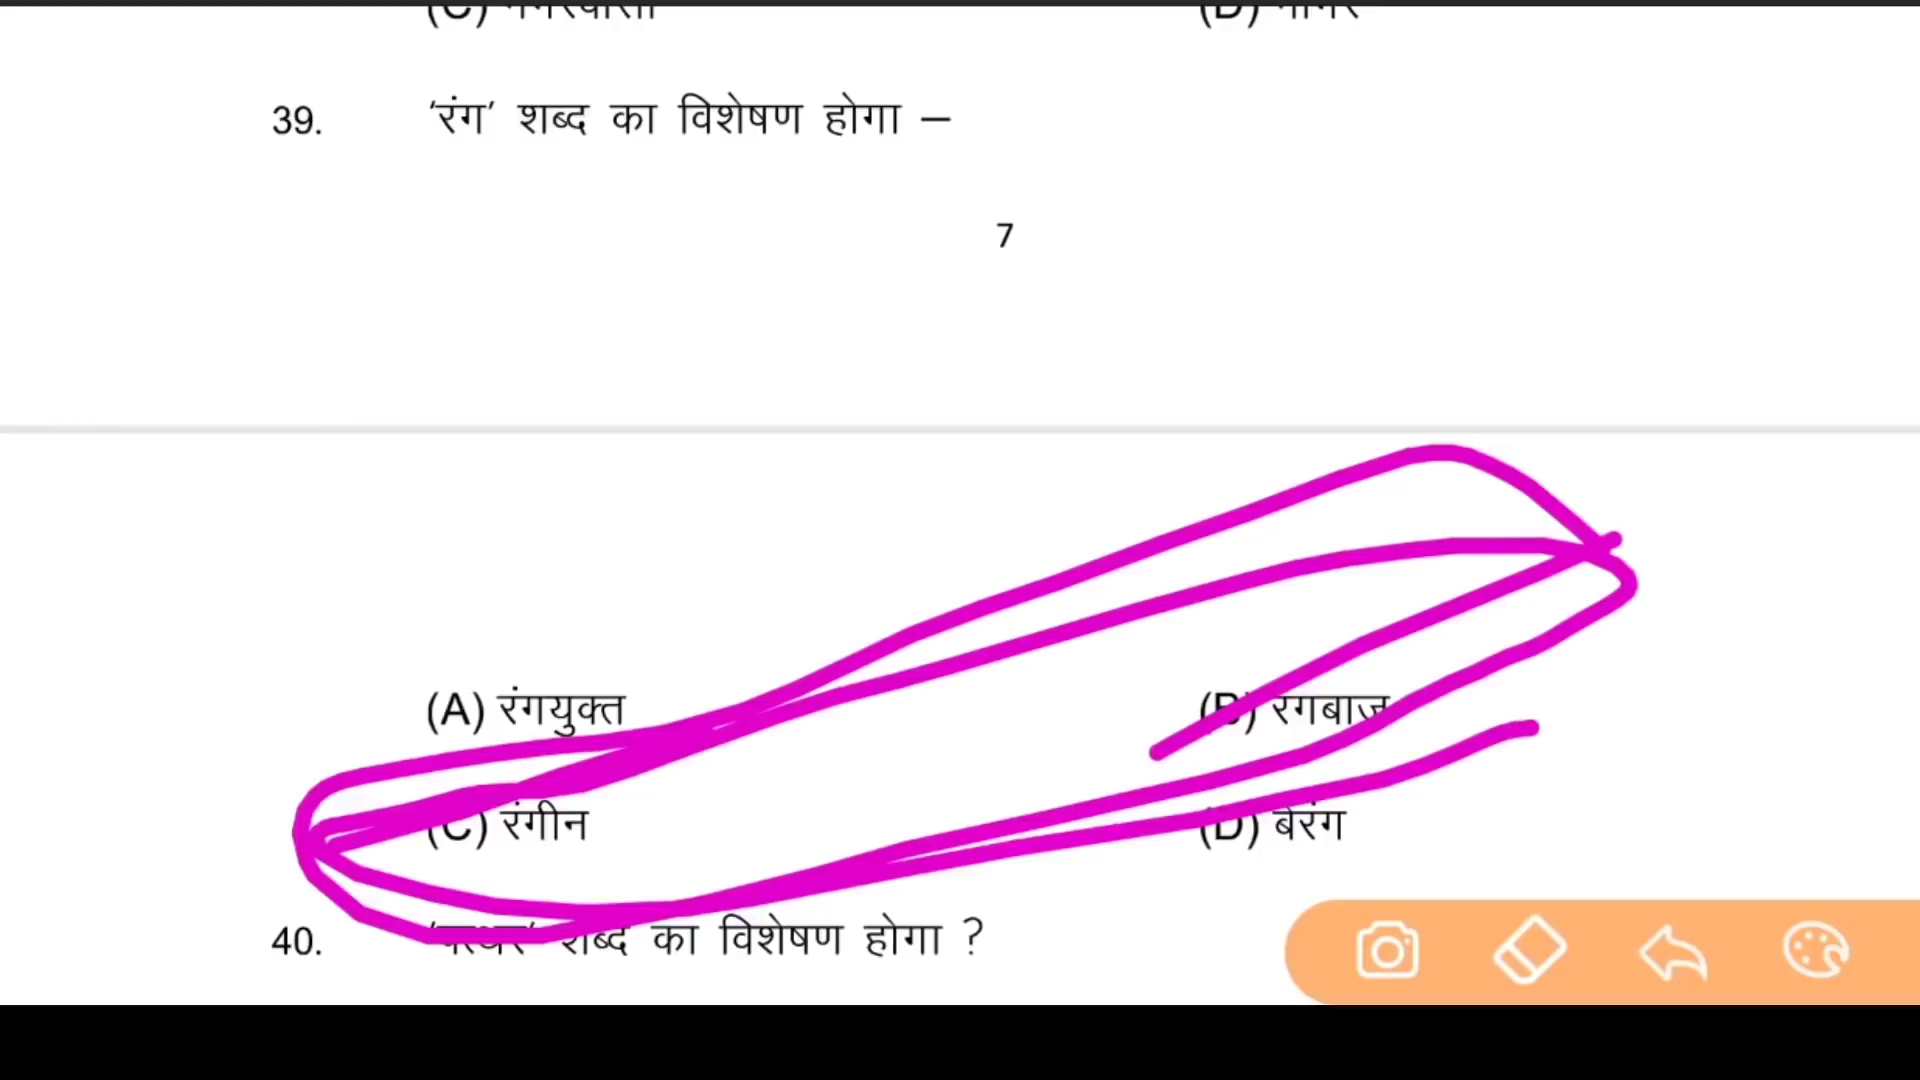 39. ‘रंग’ शब्द का विशेषण होगा –
7
(A) रंगयुक्त (B) रंगबाज
(C) रंगीन (D) बेरंग
40. शब्द का विशेषण होगा ?